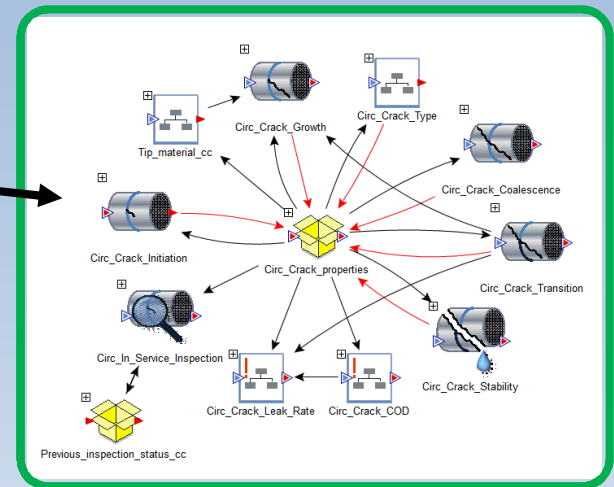 Circ_Crack_Growth
Circ_Crack_Type
Tip_material_cc
Circ_Crack_Coalescence
Circ_Crack_Initiation
Circ_Crack_properties
Circ_Crack_Transition
Circ_In_Service_Inspection
Circ_Crack_Stability
Circ_Crack_Leak_Rate
Circ_Crack_COD
Previous_inspection_status_cc